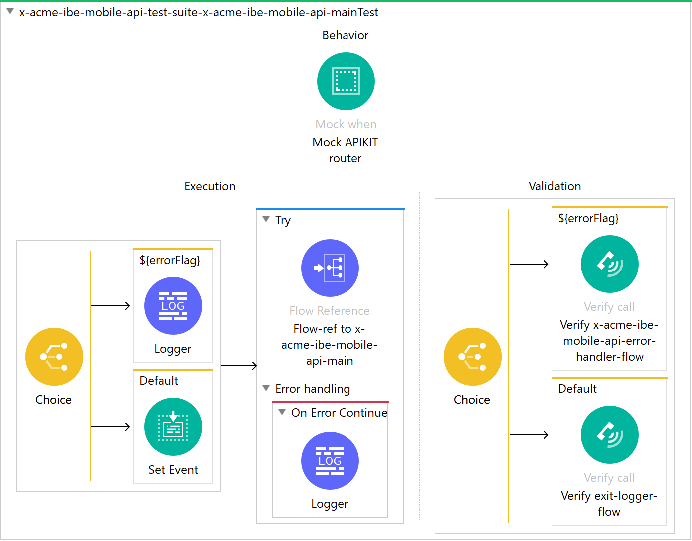 x-acme-ibe-mobile-api-test-suite-x-acme-ibe-mobile-api-mainTest
Behavior
Mock when
Mock APIKIT
router
Execution
${errorFlag}
LOG
Logger
Choice
Default
Set Event
Try
Flow Reference
Flow-ref to x-
acme-ibe-mobile-
api-main
Error handling
On Error Continue
LOG
Logger
Validation
${errorFlag}
Verify call
Verify x-acme-ibe-
mobile-api-error-
handler-flow
Choice
Default
Verify call
Verify exit-logger-
flow